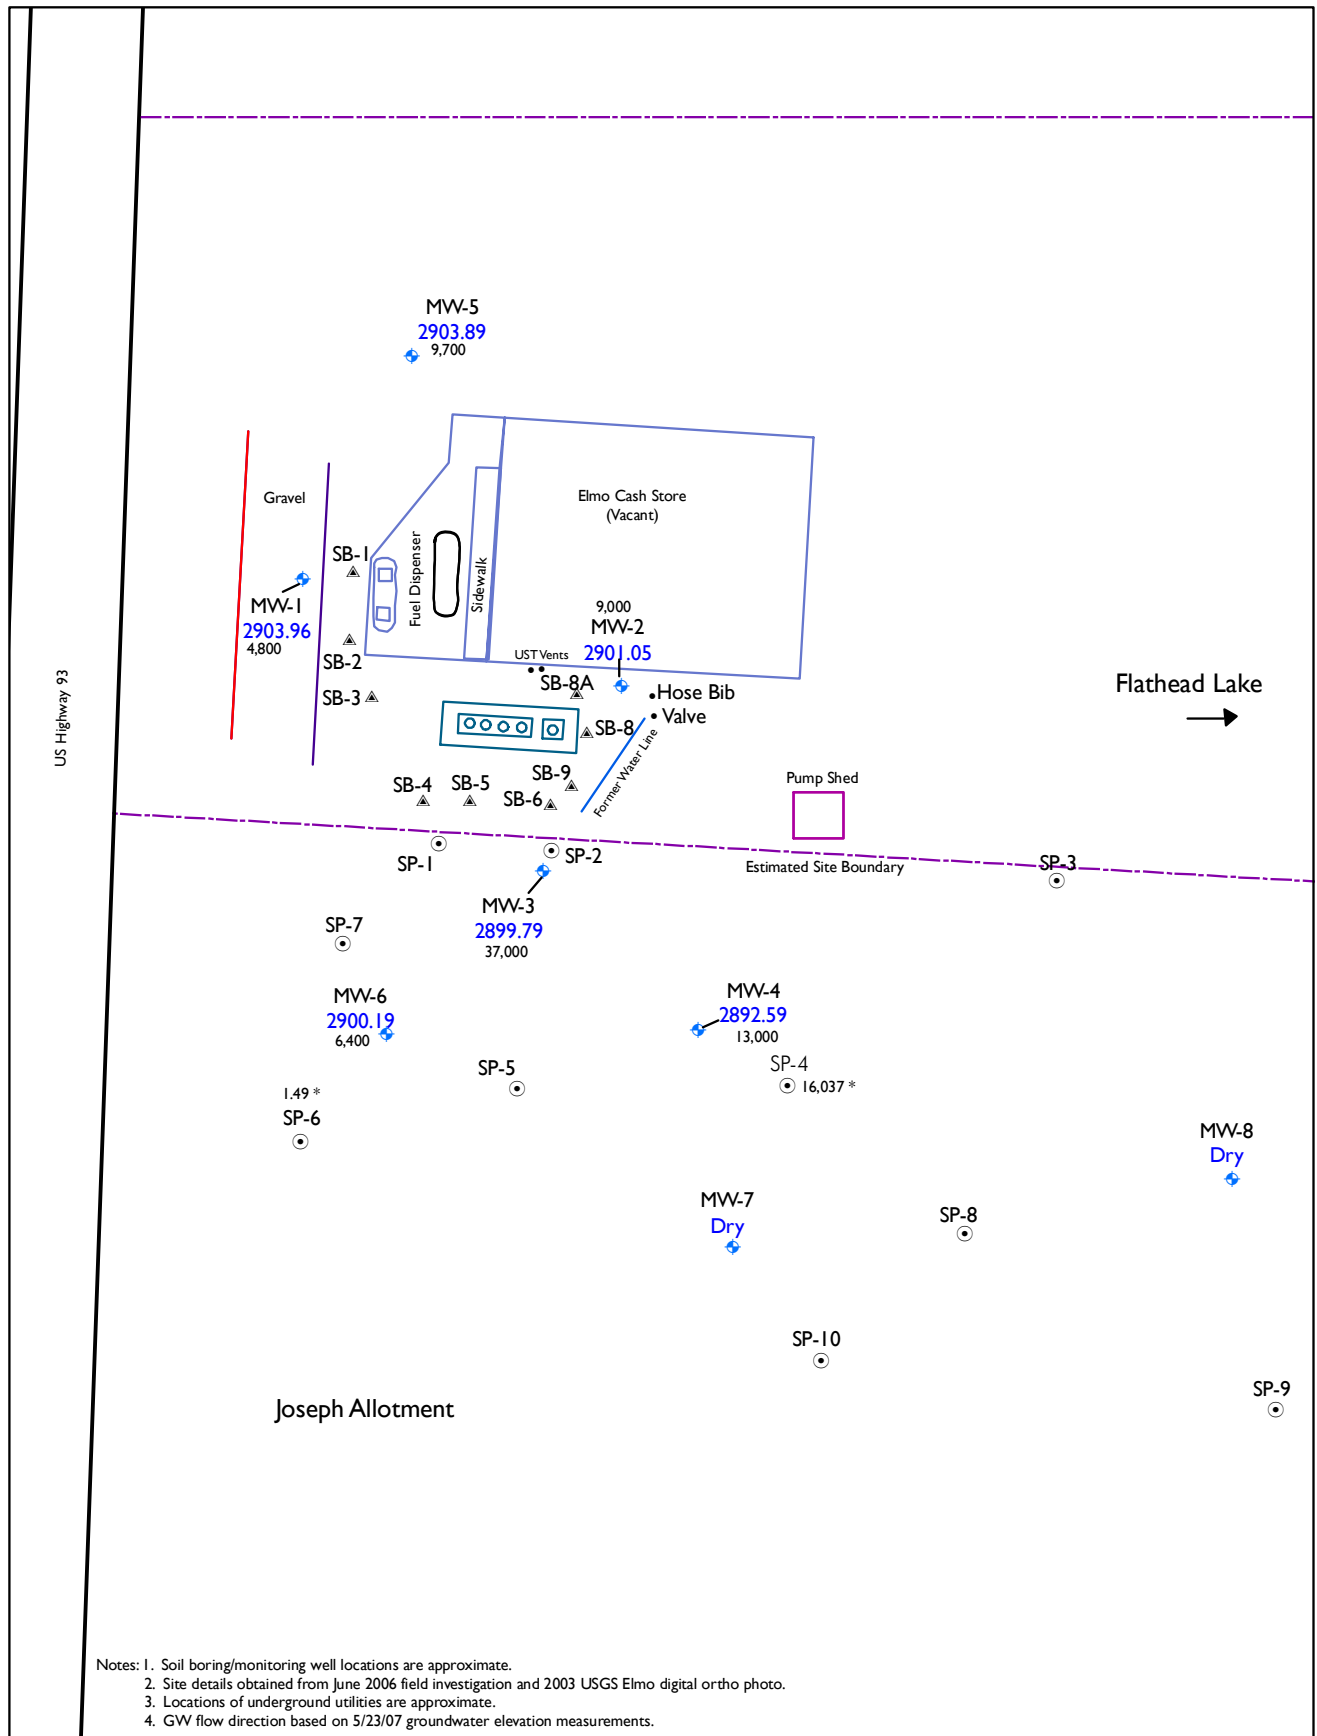 MW-5
2903.89
9,700
Gravel
Elmo Cash Store
(Vacant)
Fuel Dispenser
Sidewalk
SB-1
MW-1
2903.96
4,800
9,000
MW-2
2901.05
SB-2
UST Vents
SB-3
SB-8A
Hose Bib
Valve
Flathead Lake
US Highway 93
SB-8
Former Water Line
SB-9
SB-4
SB-5
SB-6
Pump Shed
SP-1
SP-2
Estimated Site Boundary
SP-3
MW-3
2899.79
37,000
SP-7
MW-6
2900.19
6,400
MW-4
2892.59
13,000
SP-5
SP-4
16,037 *
1.49 *
SP-6
MW-8
Dry
MW-7
Dry
SP-8
SP-10
SP-9
Joseph Allotment
Notes: 1. Soil boring/monitoring well locations are approximate.
2. Site details obtained from June 2006 field investigation and 2003 USGS Elmo digital ortho photo.
3. Locations of underground utilities are approximate.
4. GW flow direction based on 5/23/07 groundwater elevation measurements.